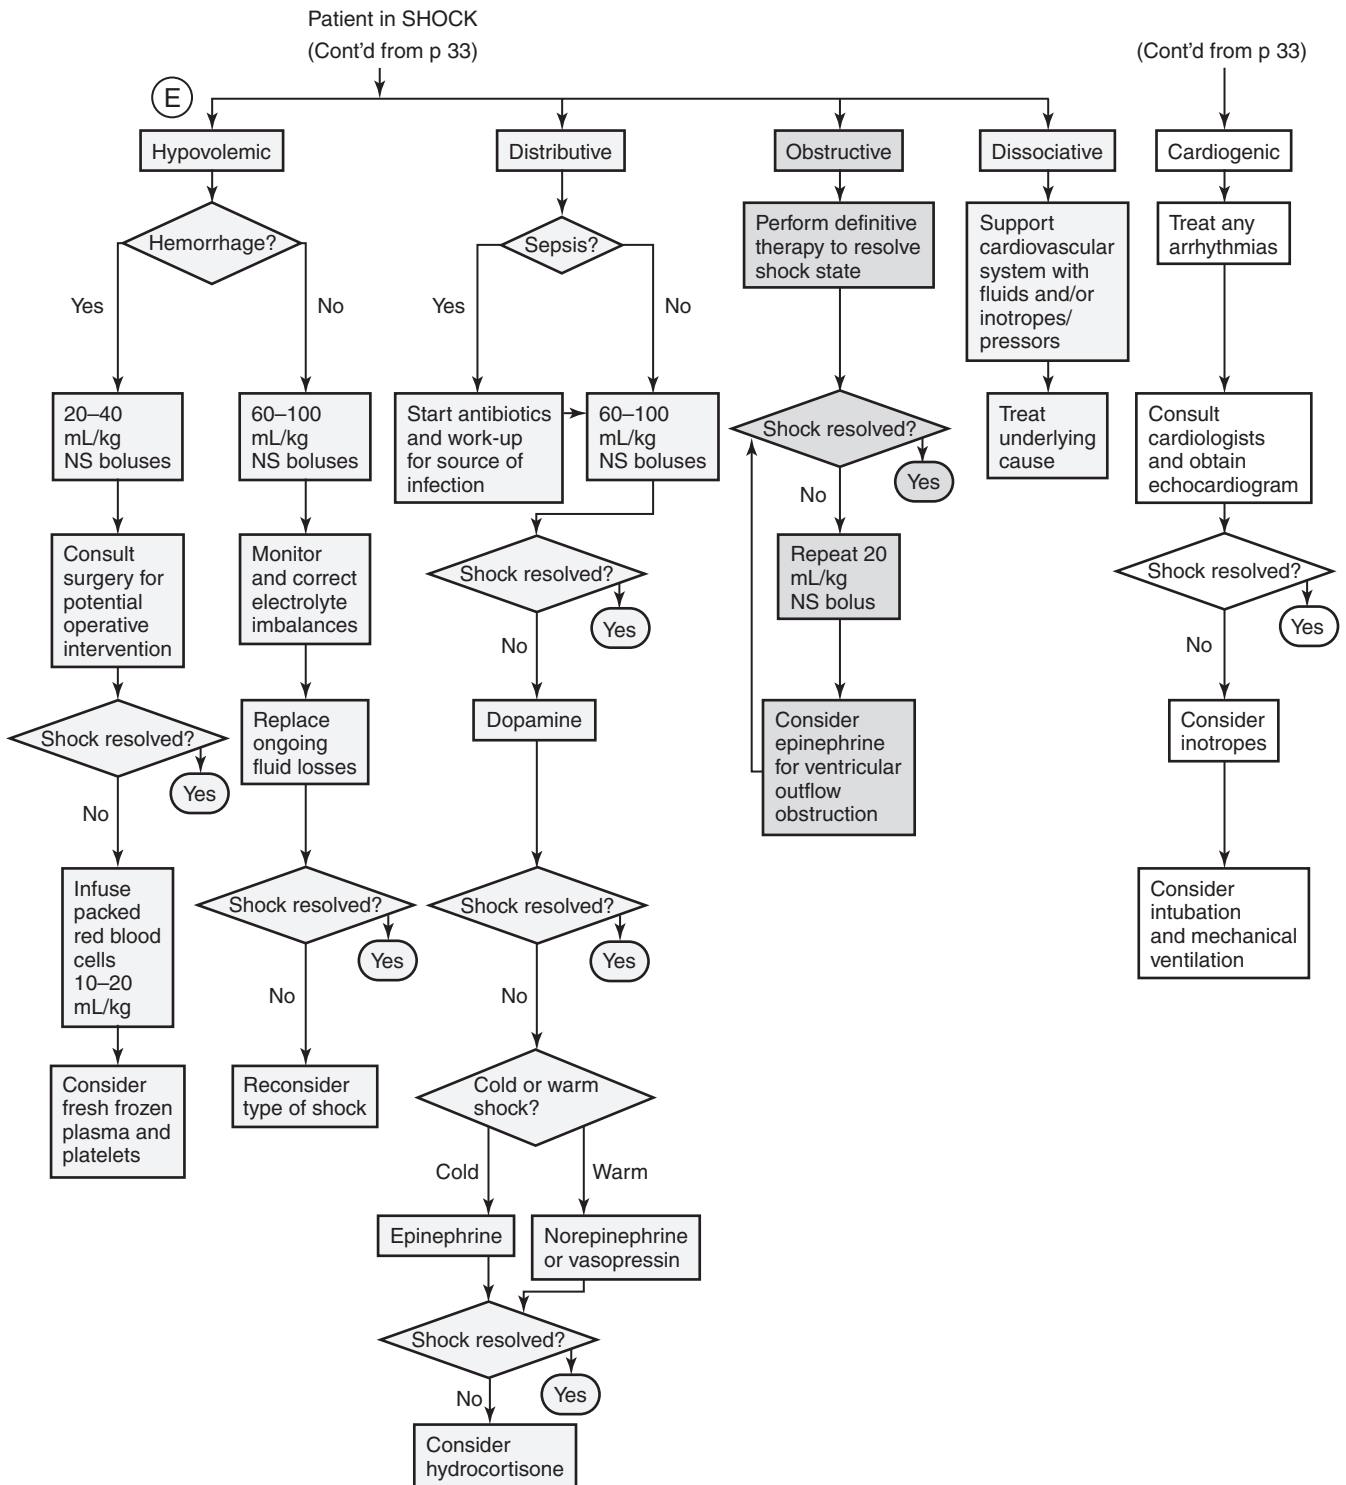 Patient in SHOCK
(Cont'd from p 33)
(Cont'd from p 33)
E
Hypovolemic
Distributive
Obstructive
Dissociative
Cardiogenic
Hemorrhage?
Yes
No
Sepsis?
Yes
No
Perform definitive
therapy to resolve
shock state
Support
cardiovascular
system with
fluids and/or
inotropes/
pressors
Treat any
arrhythmias
20–40
mL/kg
NS boluses
60–100
mL/kg
NS boluses
Start antibiotics
and work-up
for source of
infection
60–100
mL/kg
NS boluses
Shock resolved?
Yes
No
Treat
underlying
cause
Consult
cardiologists
and obtain
echocardiogram
Consult
surgery for
potential
operative
intervention
Monitor
and correct
electrolyte
imbalances
Shock resolved?
Yes
No
Repeat 20
mL/kg
NS bolus
Shock resolved?
Yes
No
Shock resolved?
Yes
No
Replace
ongoing
fluid losses
Dopamine
Consider
epinephrine
for ventricular
outflow
obstruction
Consider
inotropes
Infuse
packed
red blood
cells
10–20
mL/kg
Shock resolved?
Yes
No
Shock resolved?
Yes
No
Consider
intubation
and mechanical
ventilation
Consider
fresh frozen
plasma and
platelets
Reconsider
type of shock
Cold or warm
shock?
Cold
Warm
Epinephrine
Norepinephrine
or vasopressin
Shock resolved?
Yes
No
Consider
hydrocortisone